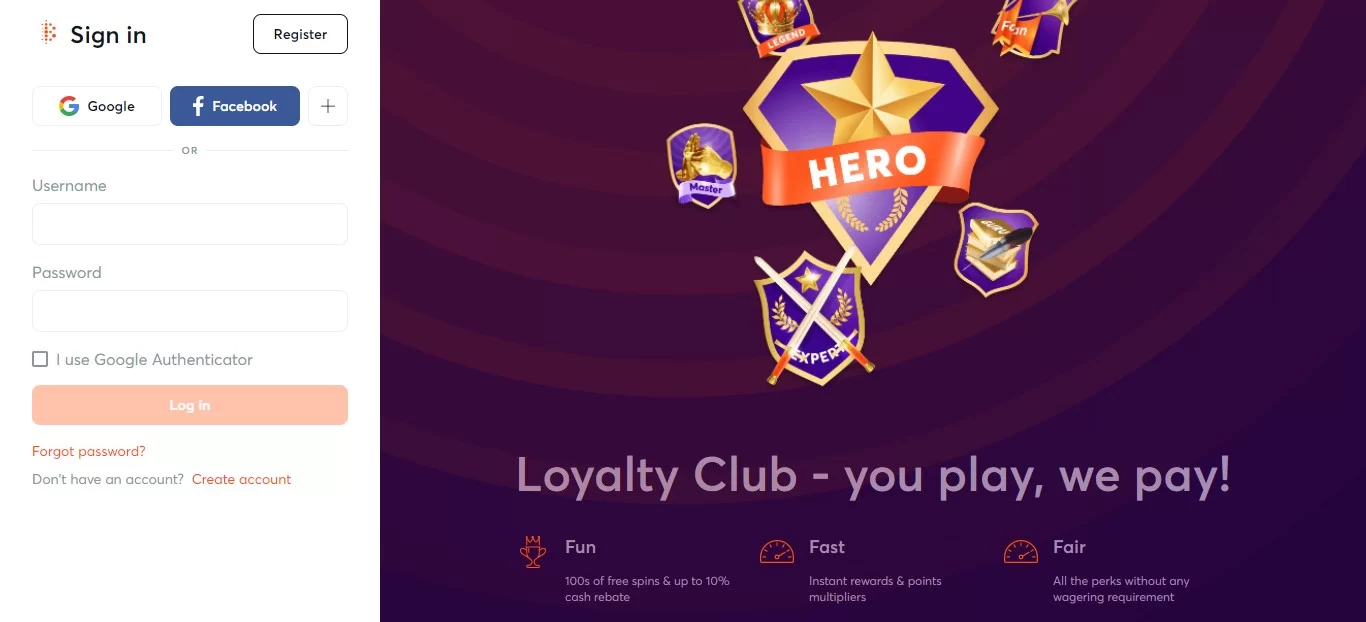 Sign in
Register
Google
Facebook
OR
Username
Password
I use Google Authenticator
Log in
Forgot password?
Don't have an account? Create account
LEGEND
Fan
HERO
Master
GURU
EXPERT
Loyalty Club - you play, we pay!
Fun
100s of free spins & up to 10%
cash rebate
Fast
Instant rewards & points
multipliers
Fair
All the perks without any
wagering requirement